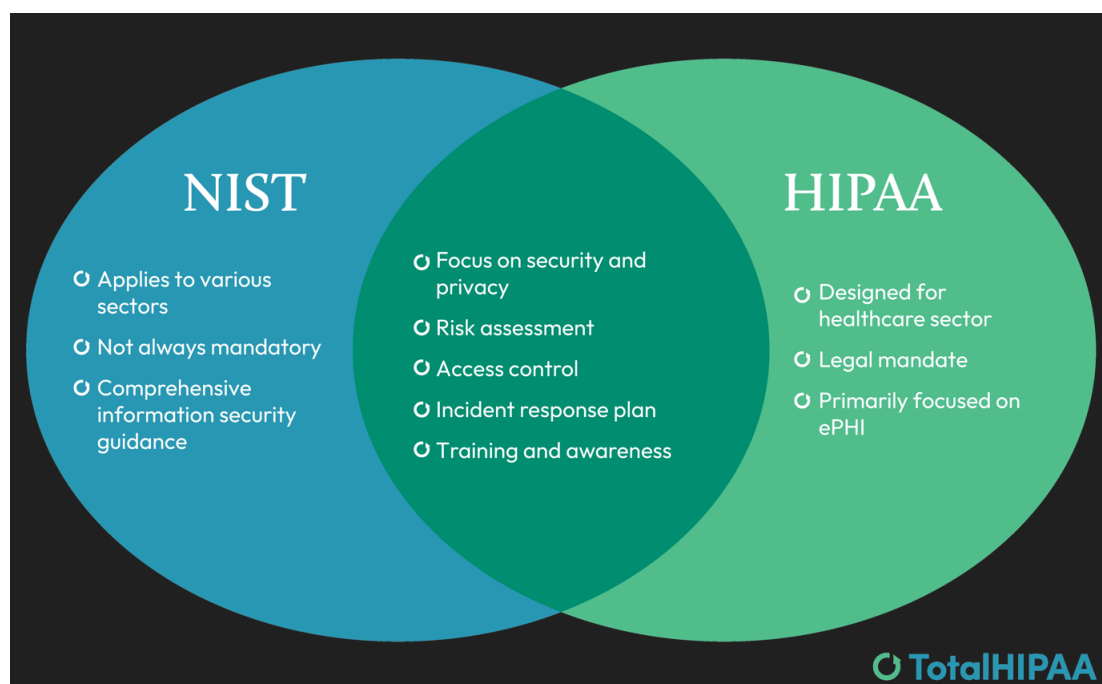 NIST
Applies to various
sectors
Not always mandatory
Comprehensive
information security
guidance
Focus on security and
privacy
Risk assessment
Access control
Incident response plan
Training and awareness
HIPAA
Designed for
healthcare sector
Legal mandate
Primarily focused on
ePHI
TotalHIPAA